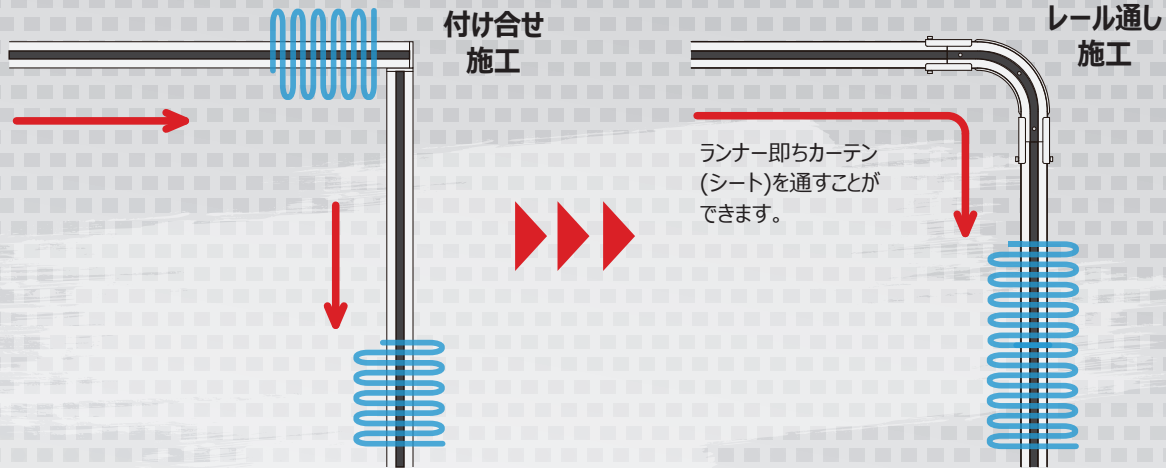 付け合せ
施工
レール通し
施工
ランナー即ちカーテン
(シート)を通すことが
できます。